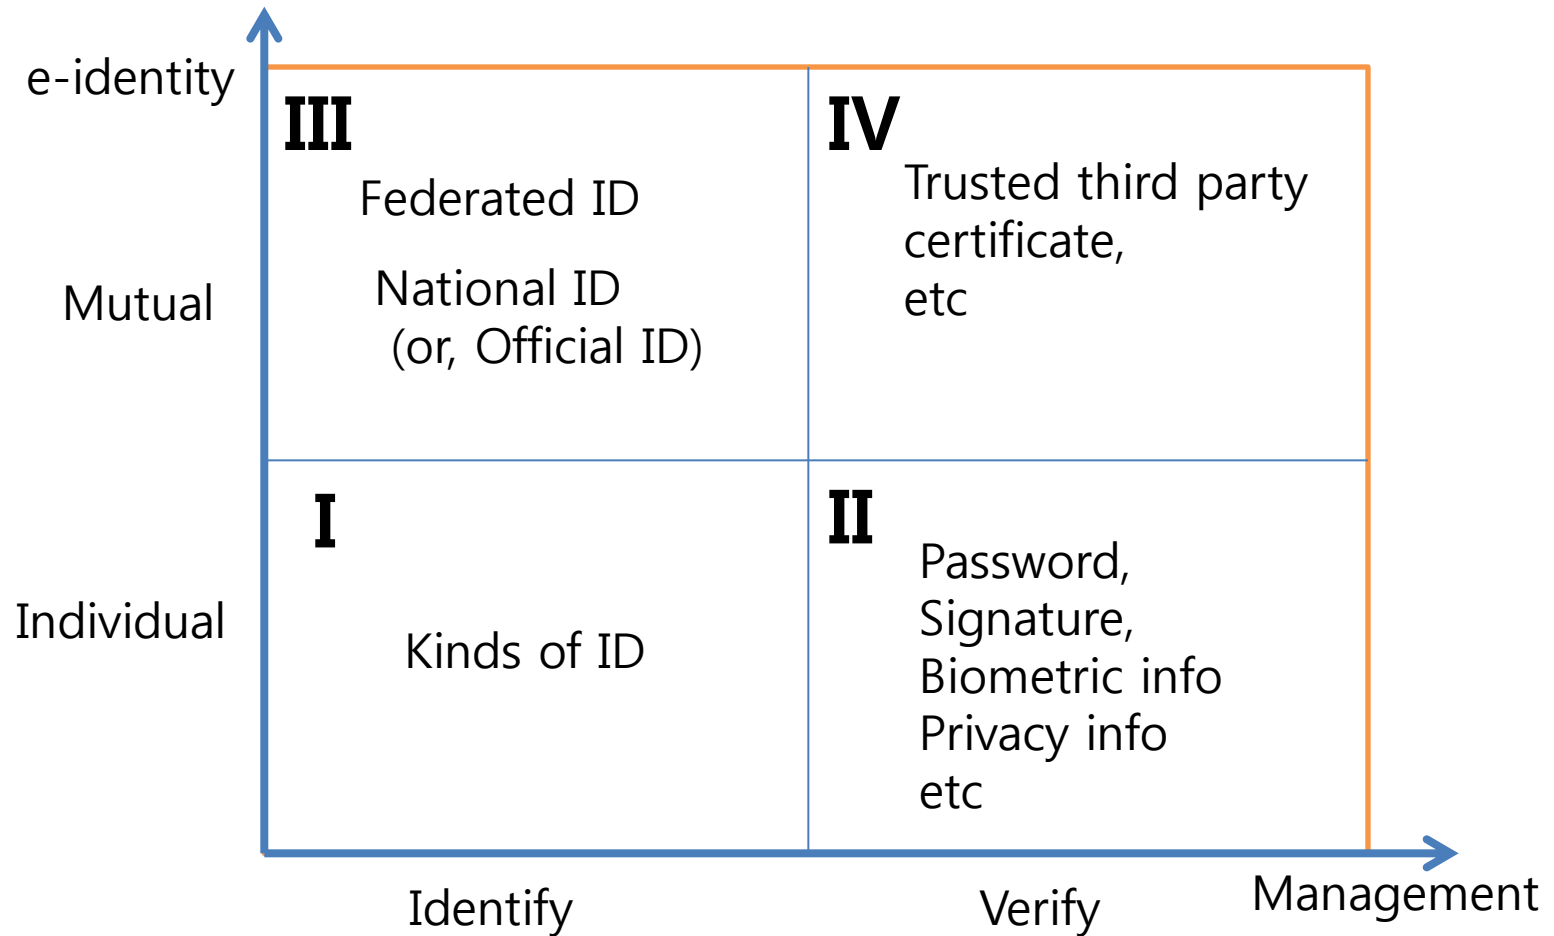 e-identity
III
Federated ID
National ID
(or, Official ID)
IV
Trusted third party
certificate,
etc
Mutual
I
Kinds of ID
II
Password,
Signature,
Biometric info
Privacy info
etc
Individual
Identify
Verify
Management